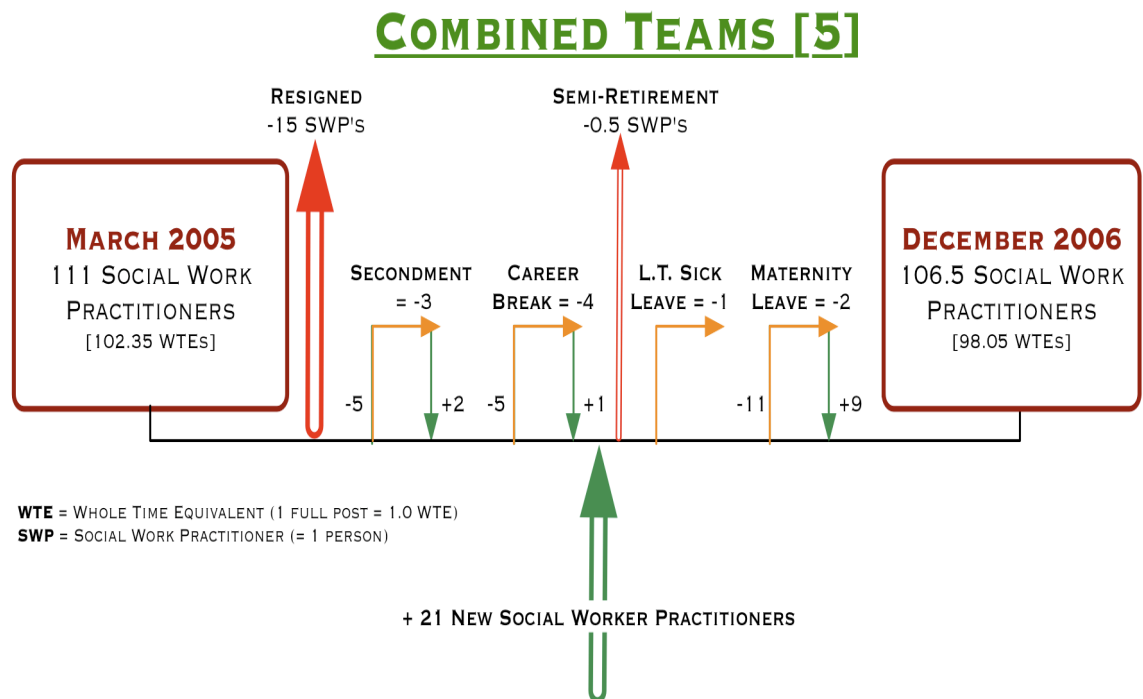 COMBINED TEAMS [5]
RESIGNED
-15 SWP'S
SEMI-RETIREMENT
-0.5 SWP'S
MARCH 2005
111 SOCIAL WORK
PRACTITIONERS
[102.35 WTES]
SECONDMENT
= -3
CAREER
BREAK = -4
L.T. SICK
LEAVE = -1
MATERNITY
LEAVE = -2
DECEMBER 2006
106.5 SOCIAL WORK
PRACTITIONERS
[98.05 WTES]
-5
+2
-5
+1
-11
+9
WTE = WHOLE TIME EQUIVALENT (1 FULL POST = 1.0 WTE)
SWP = SOCIAL WORK PRACTITIONER (= 1 PERSON)
+ 21 NEW SOCIAL WORKER PRACTITIONERS